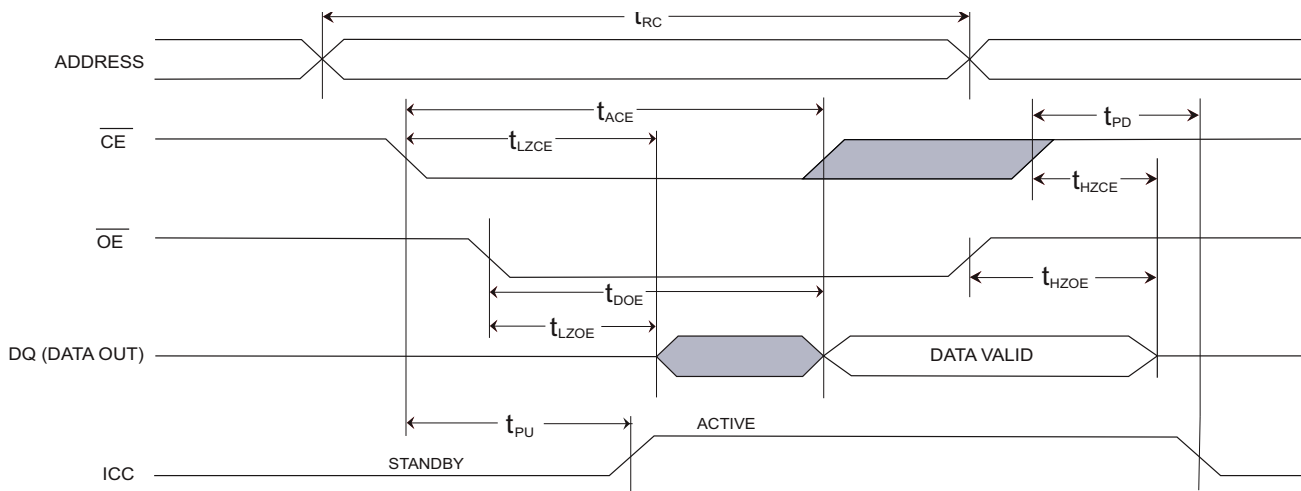 tRC
ADDRESS
tACE
tPD
CE
tLZCE
tHZCE
OE
tHZOE
tDOE
tLZOE
DQ (DATA OUT)
DATA VALID
tPU
ACTIVE
STANDBY
ICC